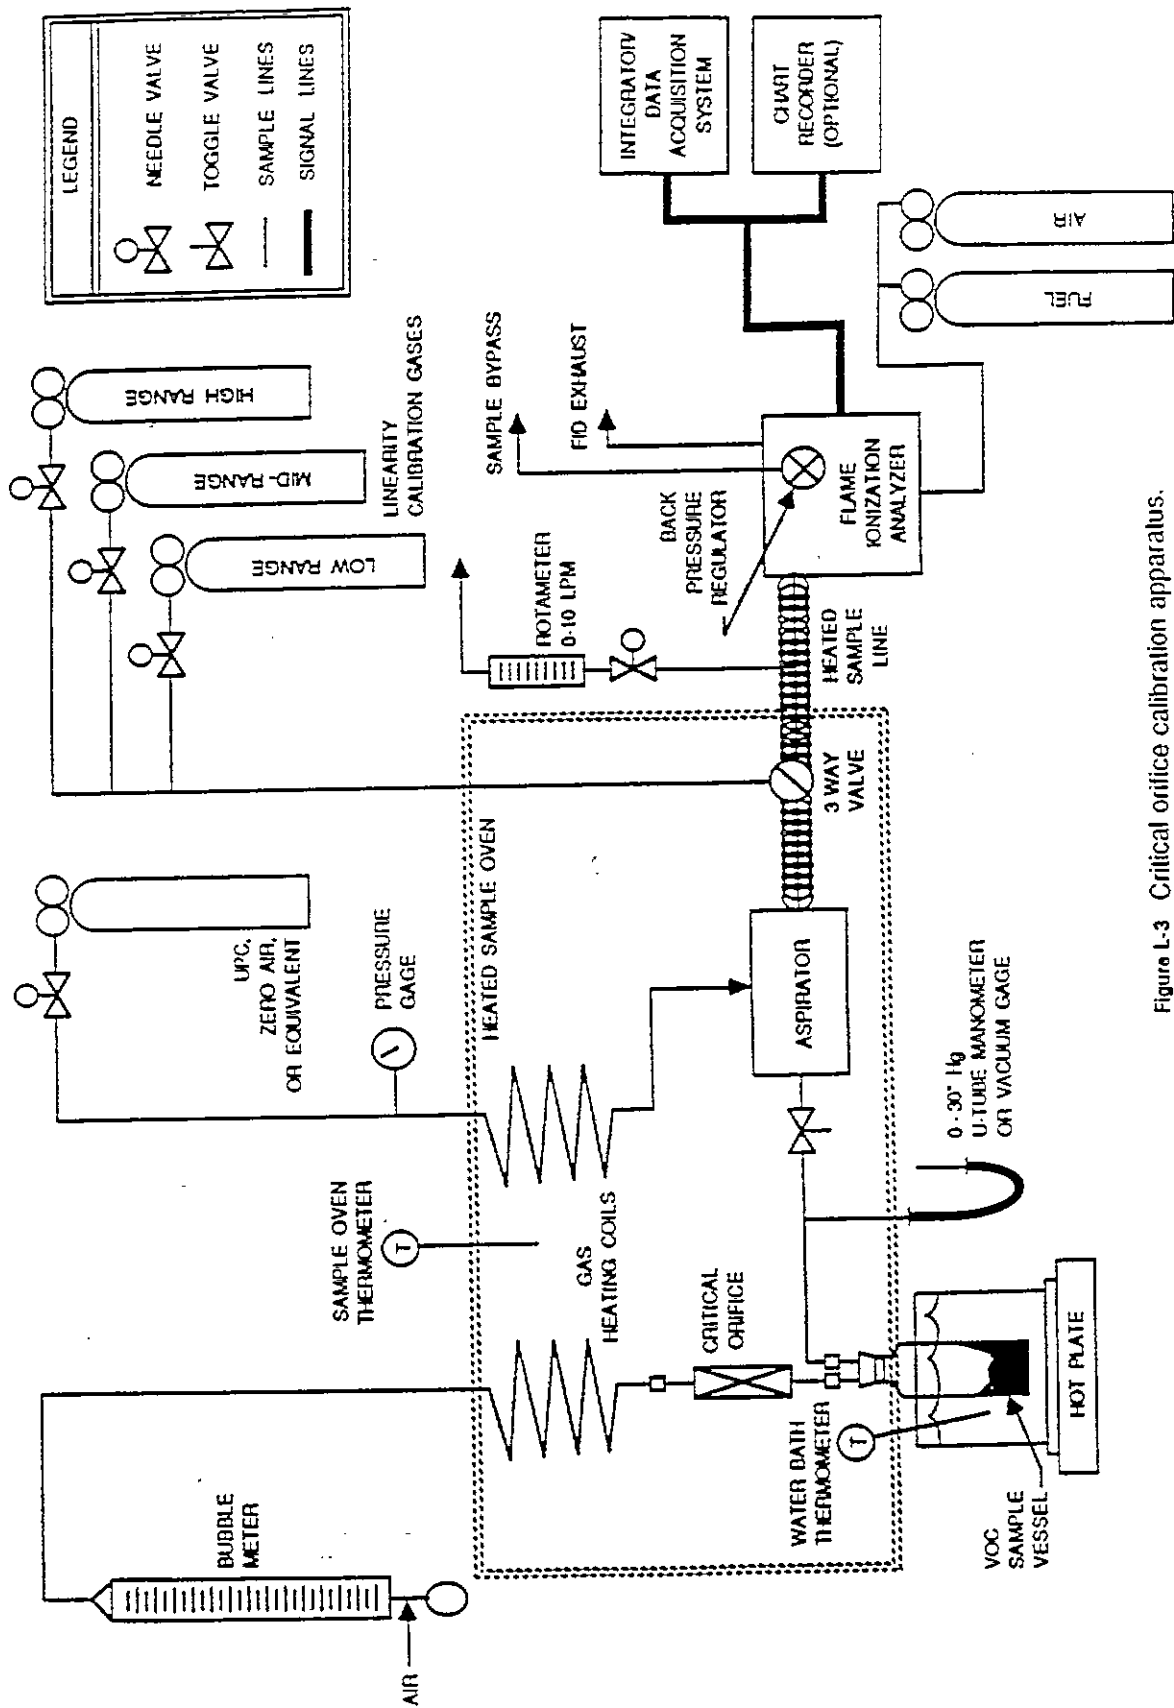 LEGEND
NEEDLE VALVE
TOGGLE VALVE
SAMPLE LINES
SIGNAL LINES
HIGH RANGE
MID-RANGE
LOW RANGE
LINEARITY
CALIBRATION GASES
UPC,
ZERO AIR,
OR EQUIVALENT
PRESSURE
GAGE
BUBBLE
METER
AIR
SAMPLE OVEN
THERMOMETER
T
HEATED SAMPLE OVEN
GAS
HEATING COILS
CRITICAL
ORIFICE
WATER BATH
THERMOMETER
T
VOC
SAMPLE
VESSEL
HOT PLATE
0-30" Hg
U-TUBE MANOMETER
OR VACUUM GAGE
ASPIRATOR
3 WAY
VALVE
HEATED
SAMPLE
LINE
ROTAMETER
0-10 LPM
BACK
PRESSURE
REGULATOR
SAMPLE BYPASS
FID EXHAUST
FLAME
IONIZATION
ANALYZER
INTEGRATOR/
DATA
ACQUISITION
SYSTEM
CHART
RECORDER
(OPTIONAL)
FUEL
AIR
Figure L-3 Critical orifice calibration apparatus.